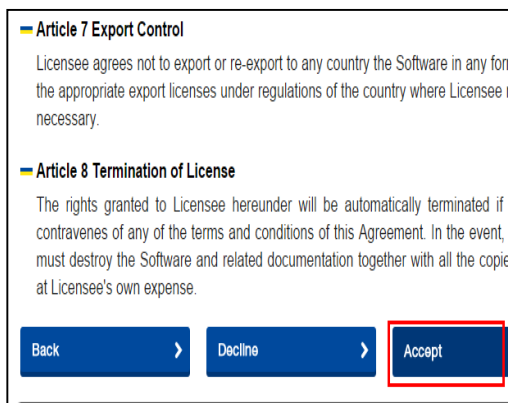 Article 7 Export Control
Licensee agrees not to export or re-export to any country the Software in any
the appropriate export licenses under regulations of the country where Licensee
necessary.
Article 8 Termination of License
The rights granted to Licensee hereunder will be automatically terminated if
contravenes of any of the terms and conditions of this Agreement. In the event,
must destroy the Software and related documentation together with all the
at Licensee's own expense.
Back
Decline
Accept